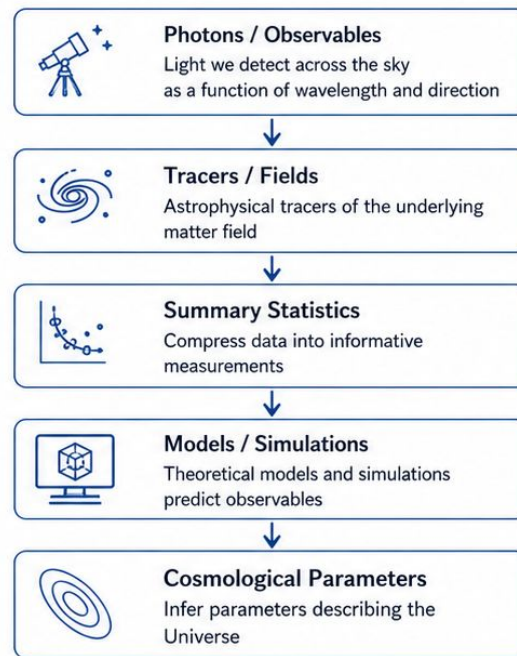 Photons / Observables
Light we detect across the sky
as a function of wavelength and direction
Tracers / Fields
Astrophysical tracers of the underlying
matter field
Summary Statistics
Compress data into informative
measurements
Models / Simulations
Theoretical models and simulations
predict observables
Cosmological Parameters
Infer parameters describing the
Universe